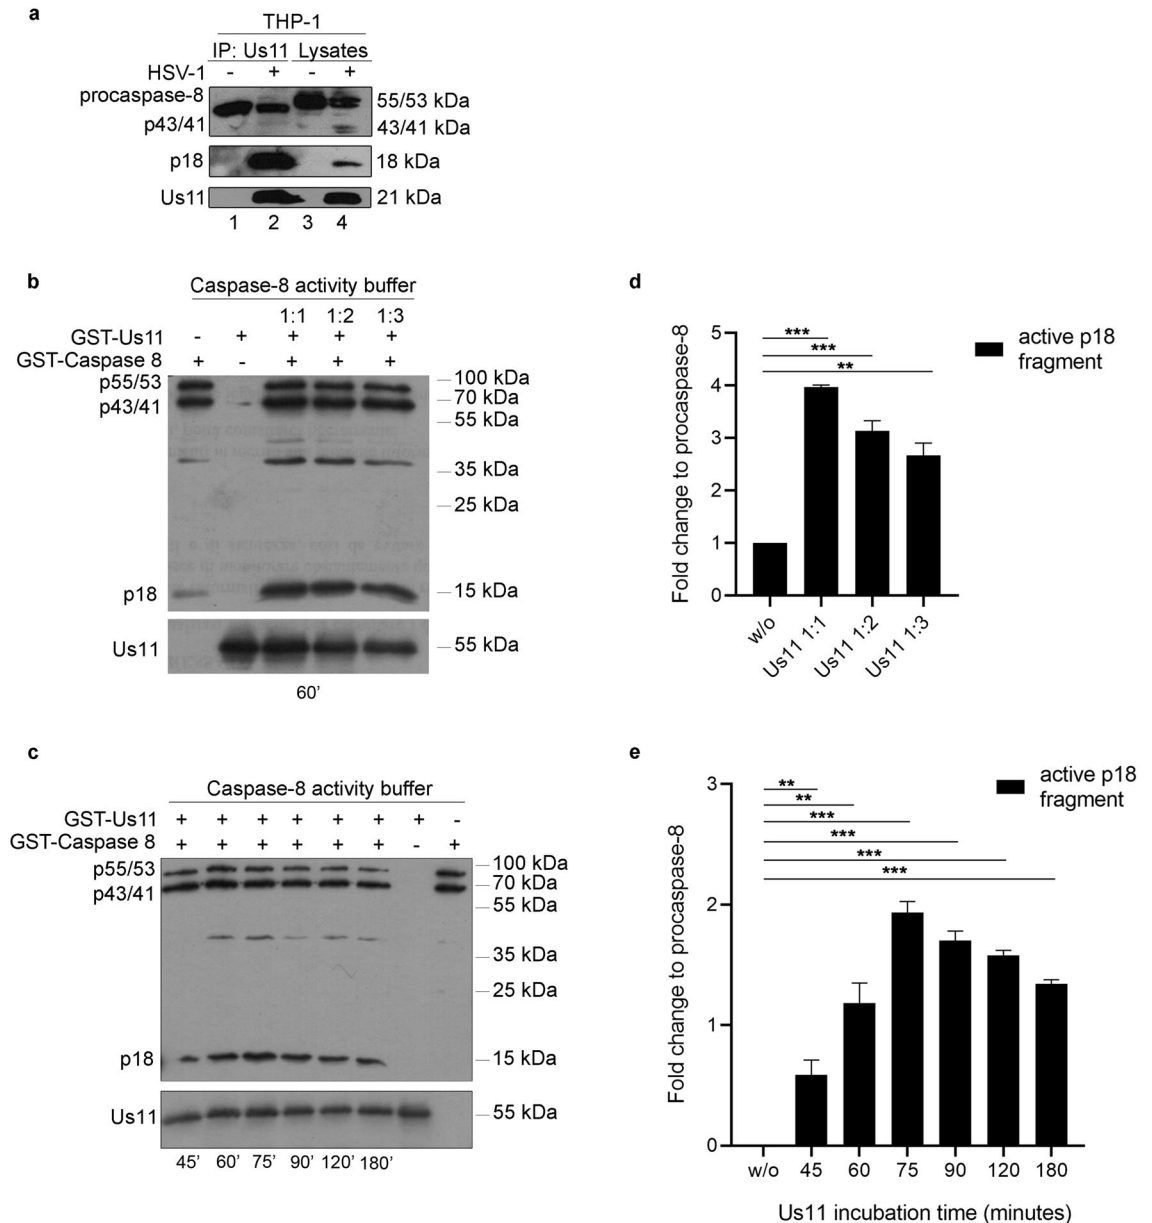 a
THP-1
IP: Us11 Lysates
HSV-1 - + - +
procaspase-8 55/53 kDa
p43/41 43/41 kDa
p18 18 kDa
Us11 21 kDa
1 2 3 4
b
Caspase-8 activity buffer
1:1 1:2 1:3
GST-Us11 - + + + +
GST-Caspase 8 + - + + +
p55/53 100 kDa
p43/41 70 kDa
55 kDa
35 kDa
25 kDa
p18 15 kDa
Us11 55 kDa
60'
d
active p18
fragment
Fold change to procaspase-8
5
4
3
2
1
0
***
***
**
w/o Us11 1:1 Us11 1:2 Us11 1:3
c
Caspase-8 activity buffer
GST-Us11 + + + + + + + -
GST-Caspase 8 + + + + + + - +
p55/53 100 kDa
p43/41 70 kDa
55 kDa
35 kDa
25 kDa
p18 15 kDa
Us11 55 kDa
45' 60' 75' 90' 120' 180'
e
active p18
fragment
Fold change to procaspase-8
3
2
1
0
**
**
***
***
***
***
w/o 45 60 75 90 120 180
Us11 incubation time (minutes)